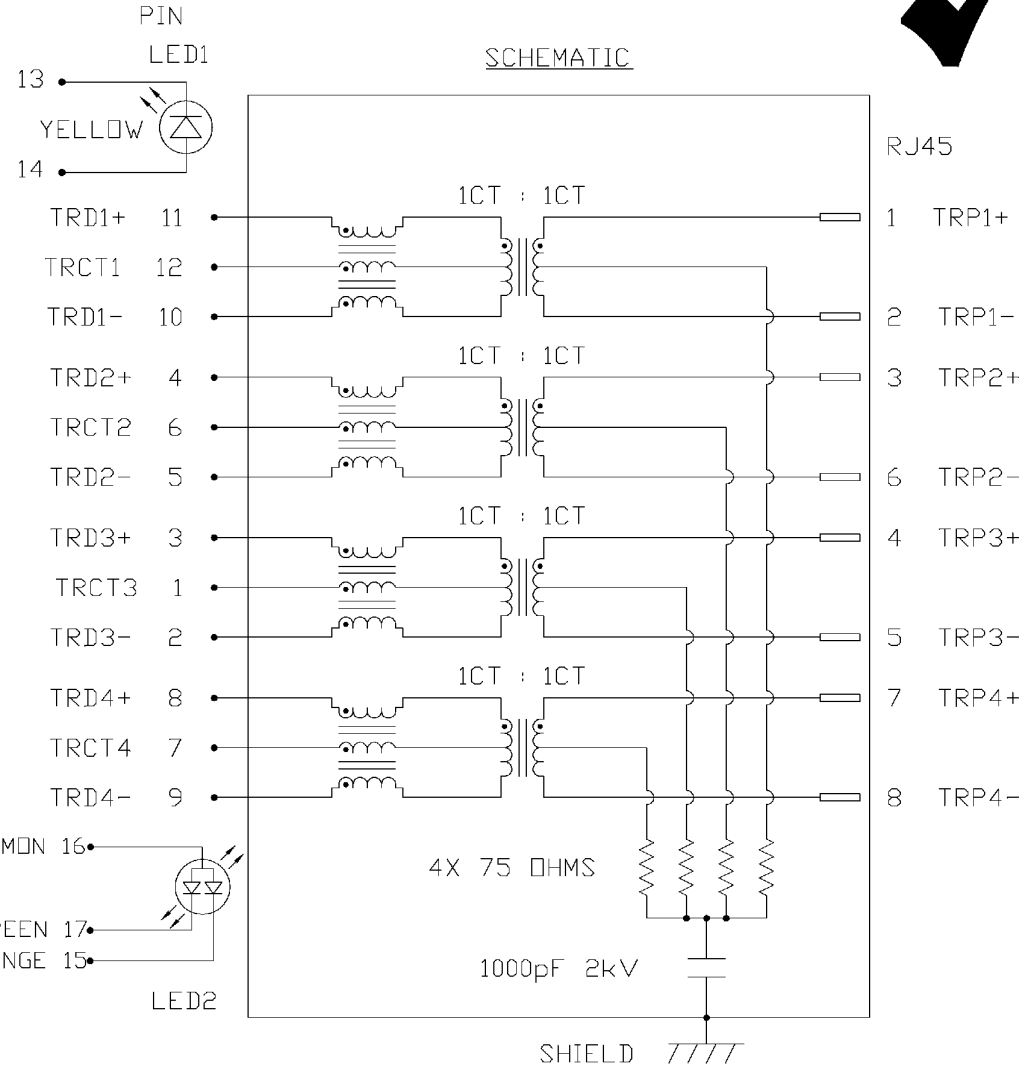 PIN
LED1
SCHEMATIC
13
YELLOW
14
RJ45
1CT : 1CT
TRD1+ 11 1 TRP1+
TRCT1 12
TRD1- 10 2 TRP1-
1CT : 1CT
TRD2+ 4 3 TRP2+
TRCT2 6
TRD2- 5 6 TRP2-
1CT : 1CT
TRD3+ 3 4 TRP3+
TRCT3 1
TRD3- 2 5 TRP3-
1CT : 1CT
TRD4+ 8 7 TRP4+
TRCT4 7
TRD4- 9 8 TRP4-
MON 16
4X 75 OHMS
EEN 17
NGE 15
1000pF 2kV
LED2
SHIELD